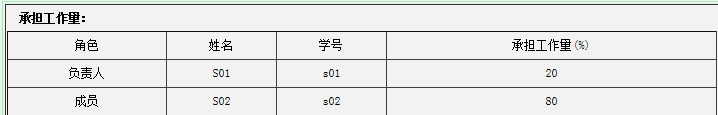 承担工作量:
角色 姓名 学号 承担工作量(%)
负责人 S01 s01 20
成员 S02 s02 80